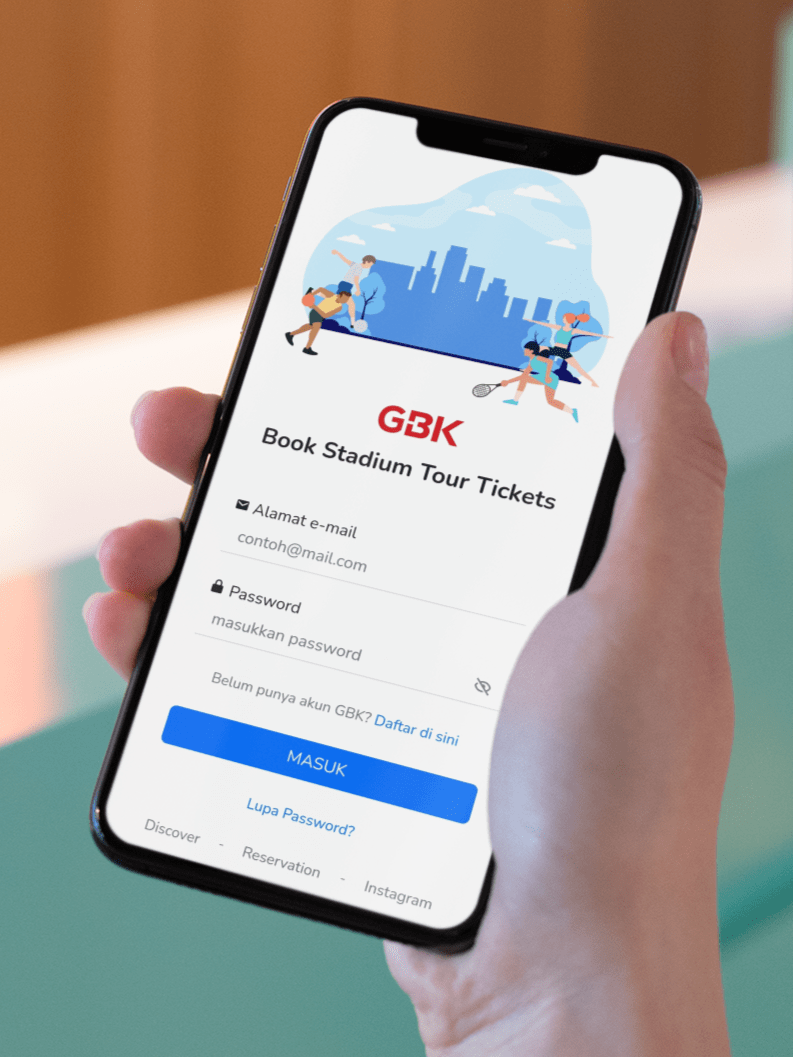 GBK
Book Stadium Tour Tickets
Alamat e-mail
contoh@mail.com
Password
masukkan password
Belum punya akun GBK? Daftar di sini
MASUK
Lupa Password?
Discover - Reservation - Instagram